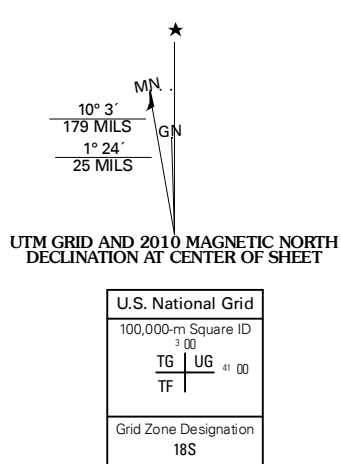 ★
MN
GN
10° 3´
179 MILS
1° 24´
25 MILS
UTM GRID AND 2010 MAGNETIC NORTH
DECLINATION AT CENTER OF SHEET
U.S. National Grid
100,000-m Square ID
3 00
TG UG 41 00
TF
Grid Zone Designation
18S